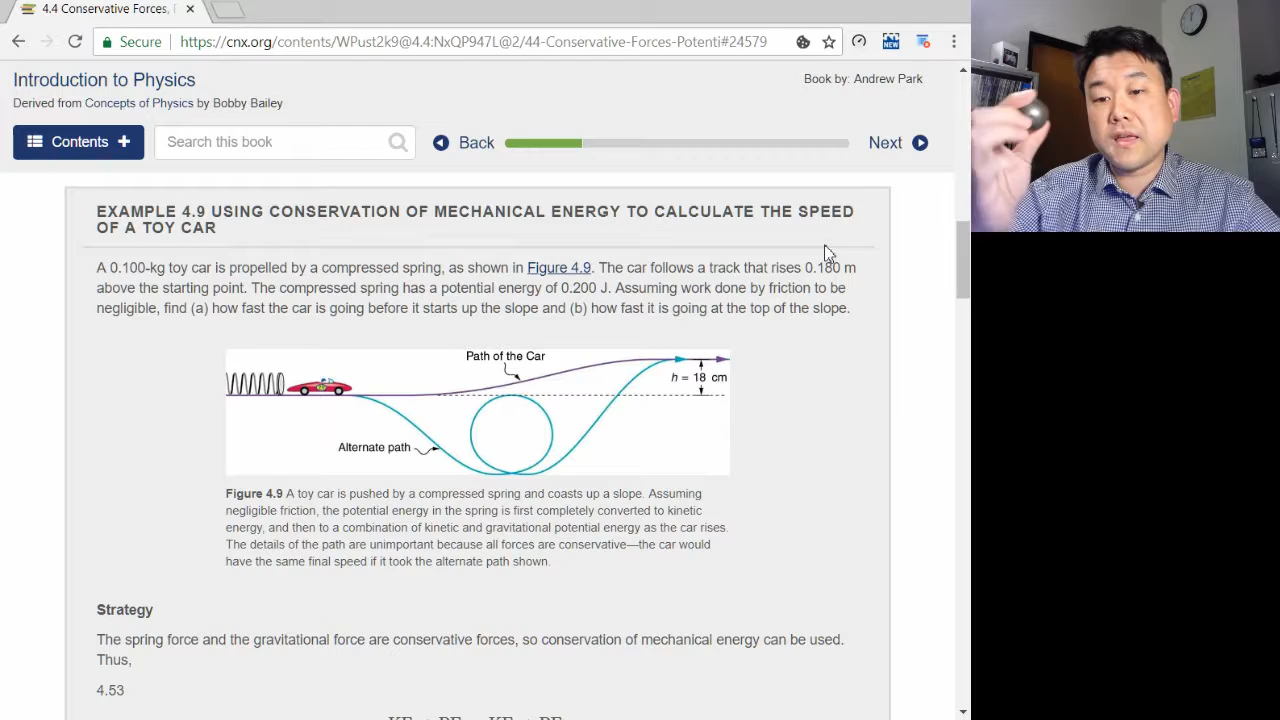 4.4 Conservative Forces,
Secure
https://cnx.org/contents/WPust2k9@4.4:NxQP947L@2/44-Conservative-Forces-Potenti#24579
NEW
Introduction to Physics
Book by: Andrew Park
Derived from Concepts of Physics by Bobby Bailey
Contents +
Search this book
Back
Next
EXAMPLE 4.9 USING CONSERVATION OF MECHANICAL ENERGY TO CALCULATE THE SPEED
OF A TOY CAR
A 0.100-kg toy car is propelled by a compressed spring, as shown in Figure 4.9. The car follows a track that rises 0.180 m
above the starting point. The compressed spring has a potential energy of 0.200 J. Assuming work done by friction to be
negligible, find (a) how fast the car is going before it starts up the slope and (b) how fast it is going at the top of the slope.
Path of the Car
h = 18 cm
Alternate path
Figure 4.9 A toy car is pushed by a compressed spring and coasts up a slope. Assuming
negligible friction, the potential energy in the spring is first completely converted to kinetic
energy, and then to a combination of kinetic and gravitational potential energy as the car rises.
The details of the path are unimportant because all forces are conservative—the car would
have the same final speed if it took the alternate path shown.
Strategy
The spring force and the gravitational force are conservative forces, so conservation of mechanical energy can be used.
Thus,
4.53